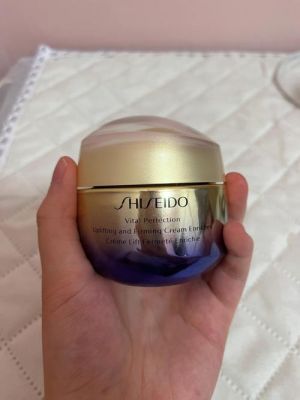 SHISEIDO
Vital Perfection
Uplifting and Firming Cream Enriched
Crème Lift Fermeté Enrichie